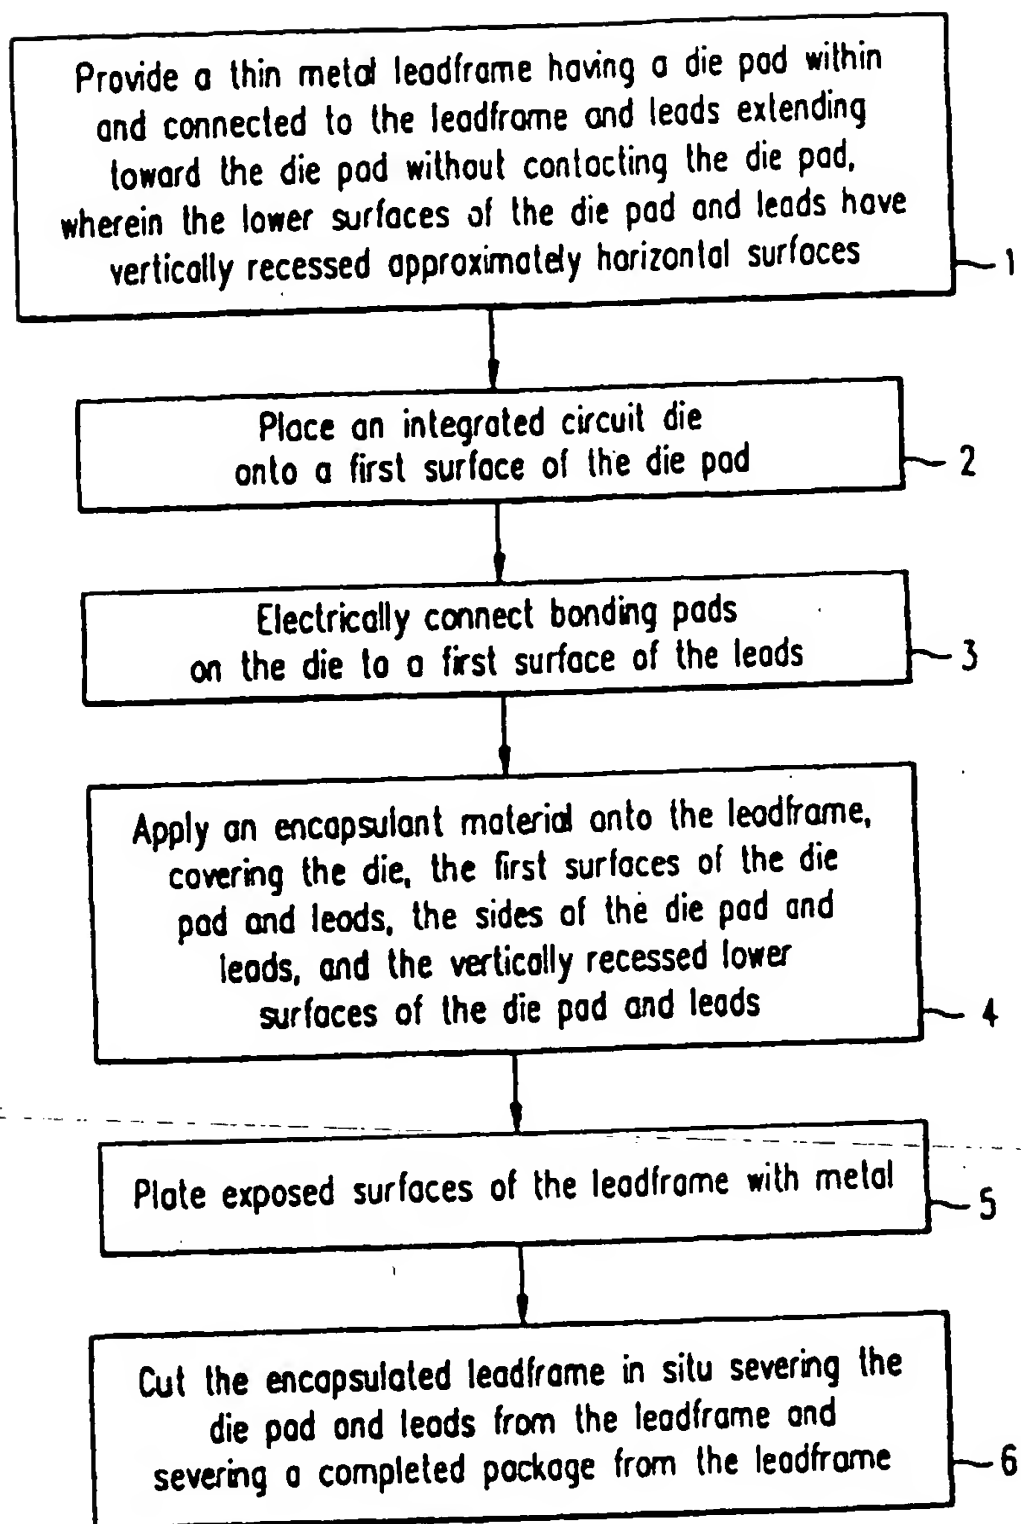 Provide a thin metal leadframe having a die pad within
and connected to the leadframe and leads extending
toward the die pad without contacting the die pad,
wherein the lower surfaces of the die pad and leads have
vertically recessed approximately horizontal surfaces
1
Place an integrated circuit die
onto a first surface of the die pad
2
Electrically connect bonding pads
on the die to a first surface of the leads
3
Apply an encapsulant material onto the leadframe,
covering the die, the first surfaces of the die
pad and leads, the sides of the die pad and
leads, and the vertically recessed lower
surfaces of the die pad and leads
4
Plate exposed surfaces of the leadframe with metal
5
Cut the encapsulated leadframe in situ severing the
die pad and leads from the leadframe and
severing a completed package from the leadframe
6